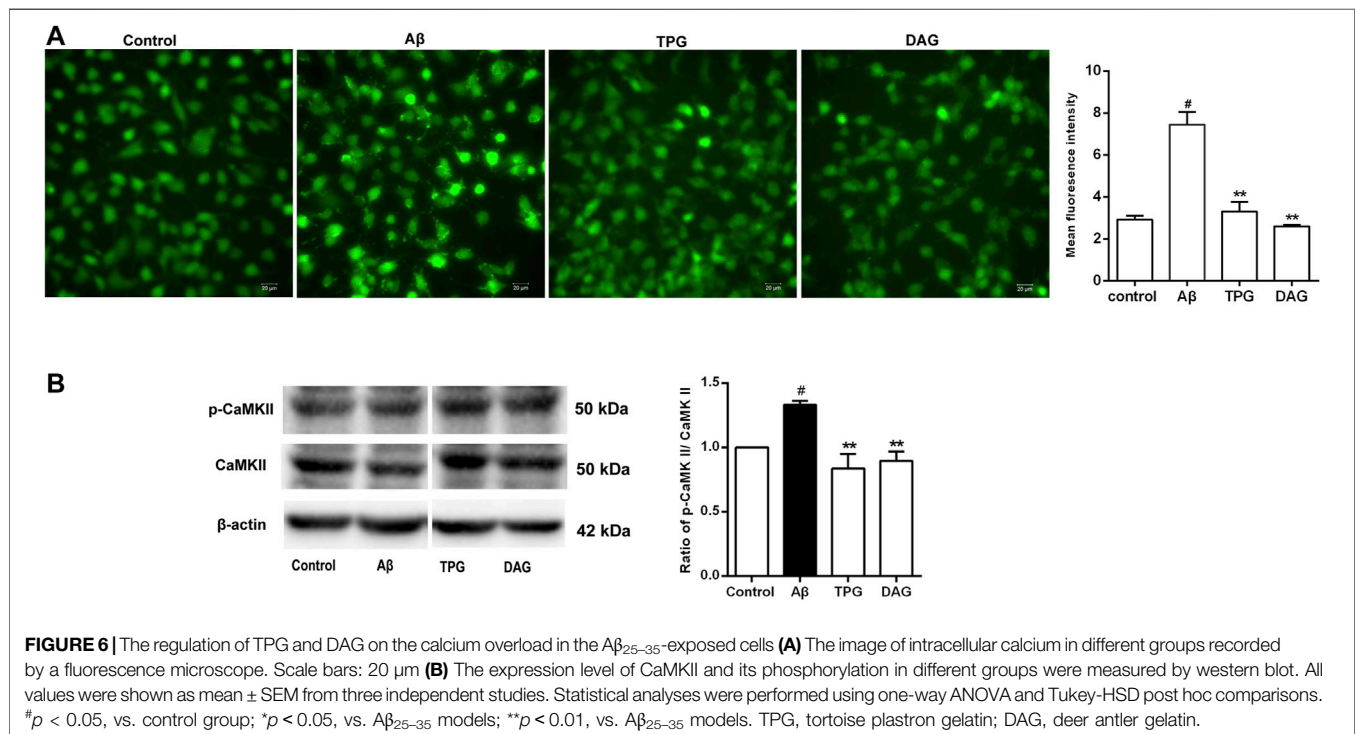 A
Control
Aβ
TPG
DAG
20 µm
20 µm
20 µm
20 µm
Mean fluoresence intensity
10
8
6
4
2
0
#
**
**
control
Aβ
TPG
DAG
B
p-CaMKII
50 kDa
CaMKII
50 kDa
β-actin
42 kDa
Control
Aβ
TPG
DAG
Ratio of p-CaMK II/ CaMK II
1.5
1.0
0.5
0.0
#
**
**
Control
Aβ
TPG
DAG
FIGURE 6 | The regulation of TPG and DAG on the calcium overload in the Aβ25–35-exposed cells (A) The image of intracellular calcium in different groups recorded
by a fluorescence microscope. Scale bars: 20 µm (B) The expression level of CaMKII and its phosphorylation in different groups were measured by western blot. All
values were shown as mean ± SEM from three independent studies. Statistical analyses were performed using one-way ANOVA and Tukey-HSD post hoc comparisons.
#p < 0.05, vs. control group; *p < 0.05, vs. Aβ25–35 models; **p < 0.01, vs. Aβ25–35 models. TPG, tortoise plastron gelatin; DAG, deer antler gelatin.